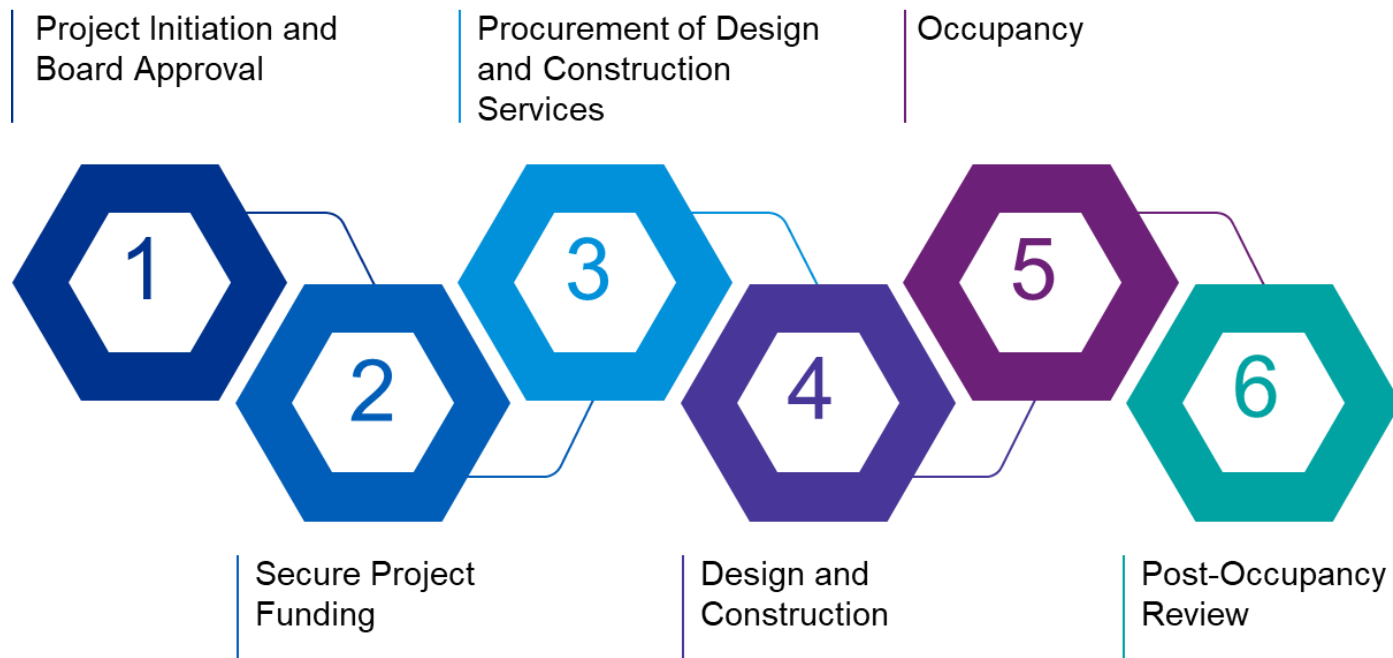 Project Initiation and
Board Approval
Procurement of Design
and Construction
Services
Occupancy
1
2
3
4
5
6
Secure Project
Funding
Design and
Construction
Post-Occupancy
Review